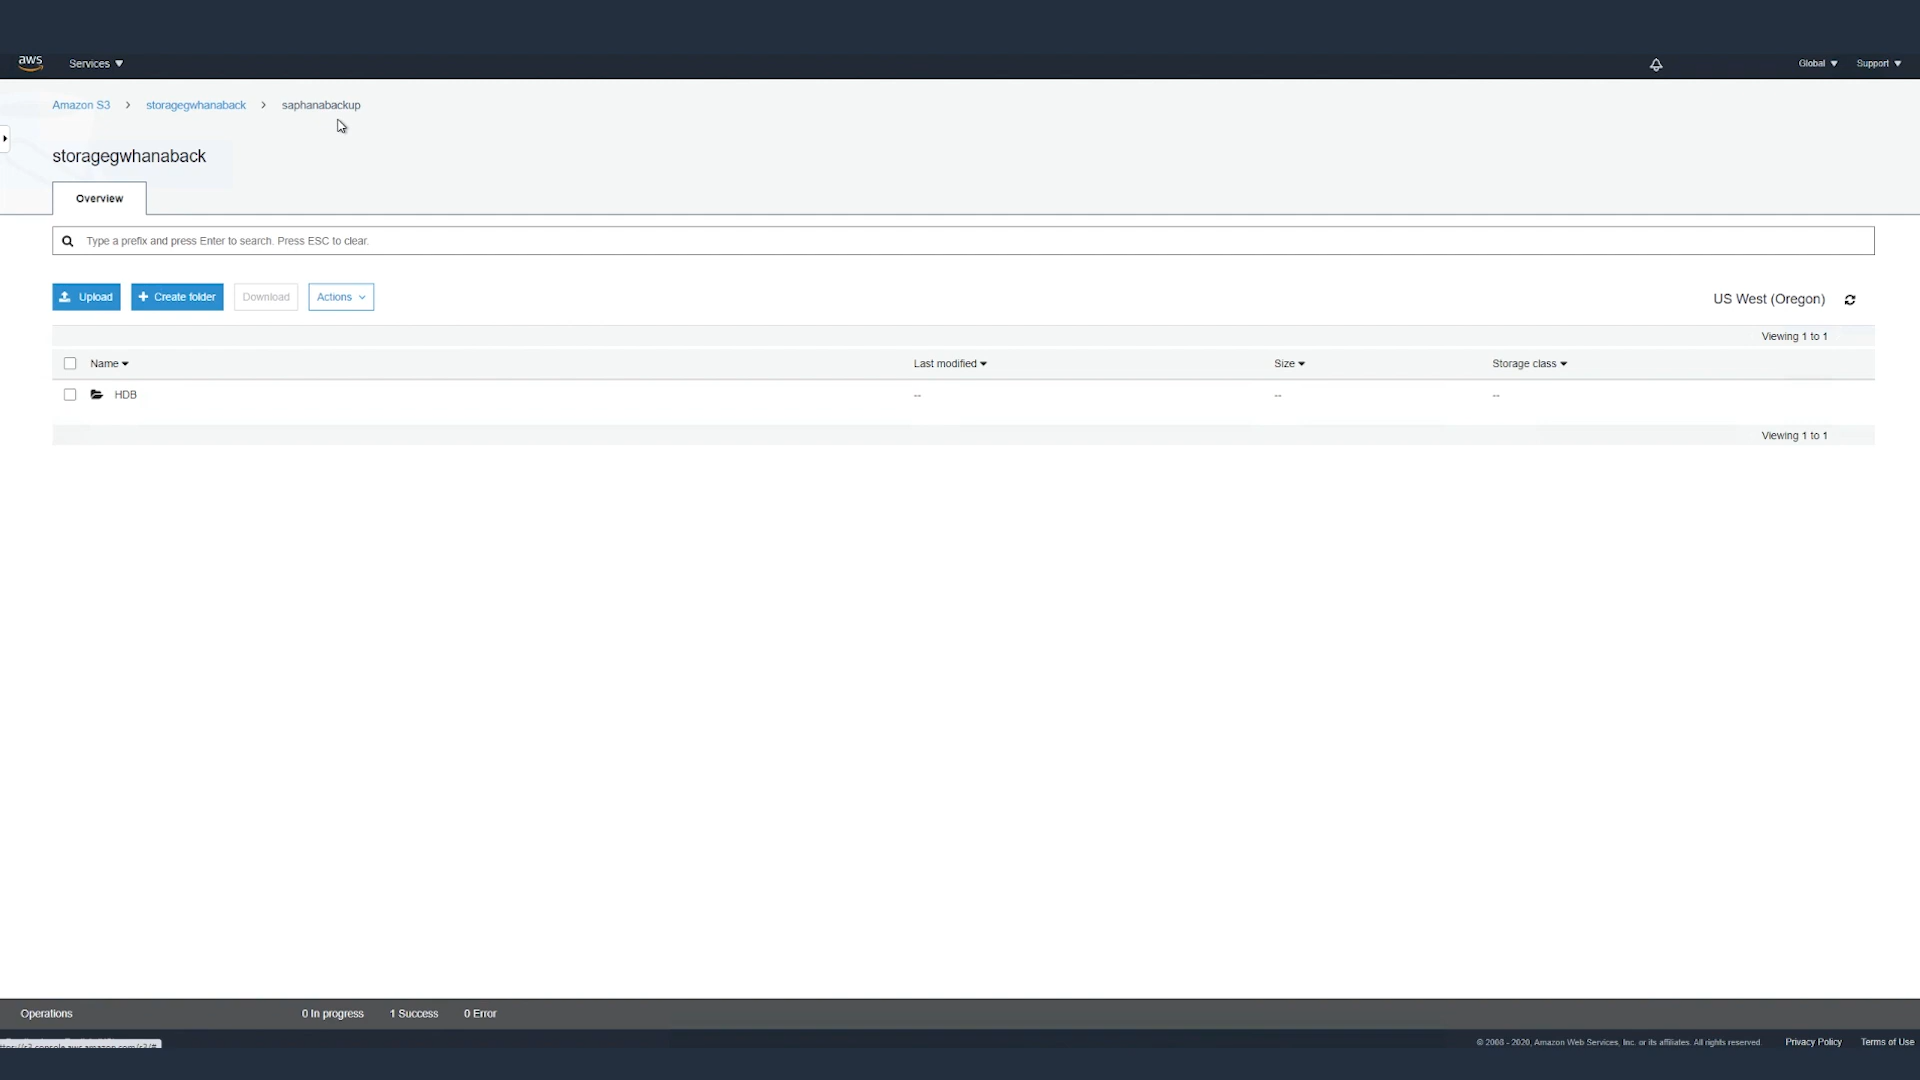 aws Services Global Support
Amazon S3 > storagegwhanaback > saphanabackup
storagegwhanaback
Overview
Type a prefix and press Enter to search. Press ESC to clear.
Upload + Create folder Download Actions
US West (Oregon)
Viewing 1 to 1
Name Last modified Size Storage class
HDB -- -- --
Viewing 1 to 1
Operations 0 In progress 1 Success 0 Error
© 2008 - 2020, Amazon Web Services, Inc. or its affiliates. All rights reserved. Privacy Policy Terms of Use